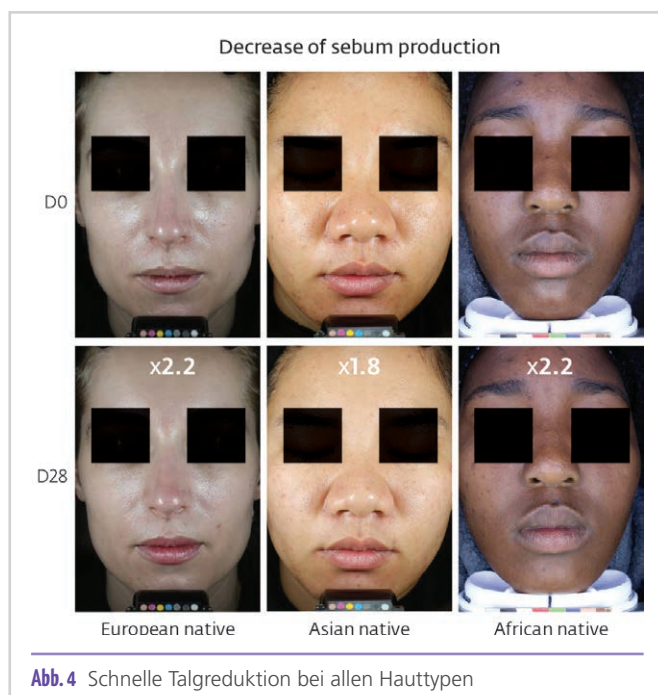 Decrease of sebum production
D0
x2.2 x1.8 x2.2
D28
European native Asian native African native
Abb. 4 Schnelle Talgreduktion bei allen Hauttypen